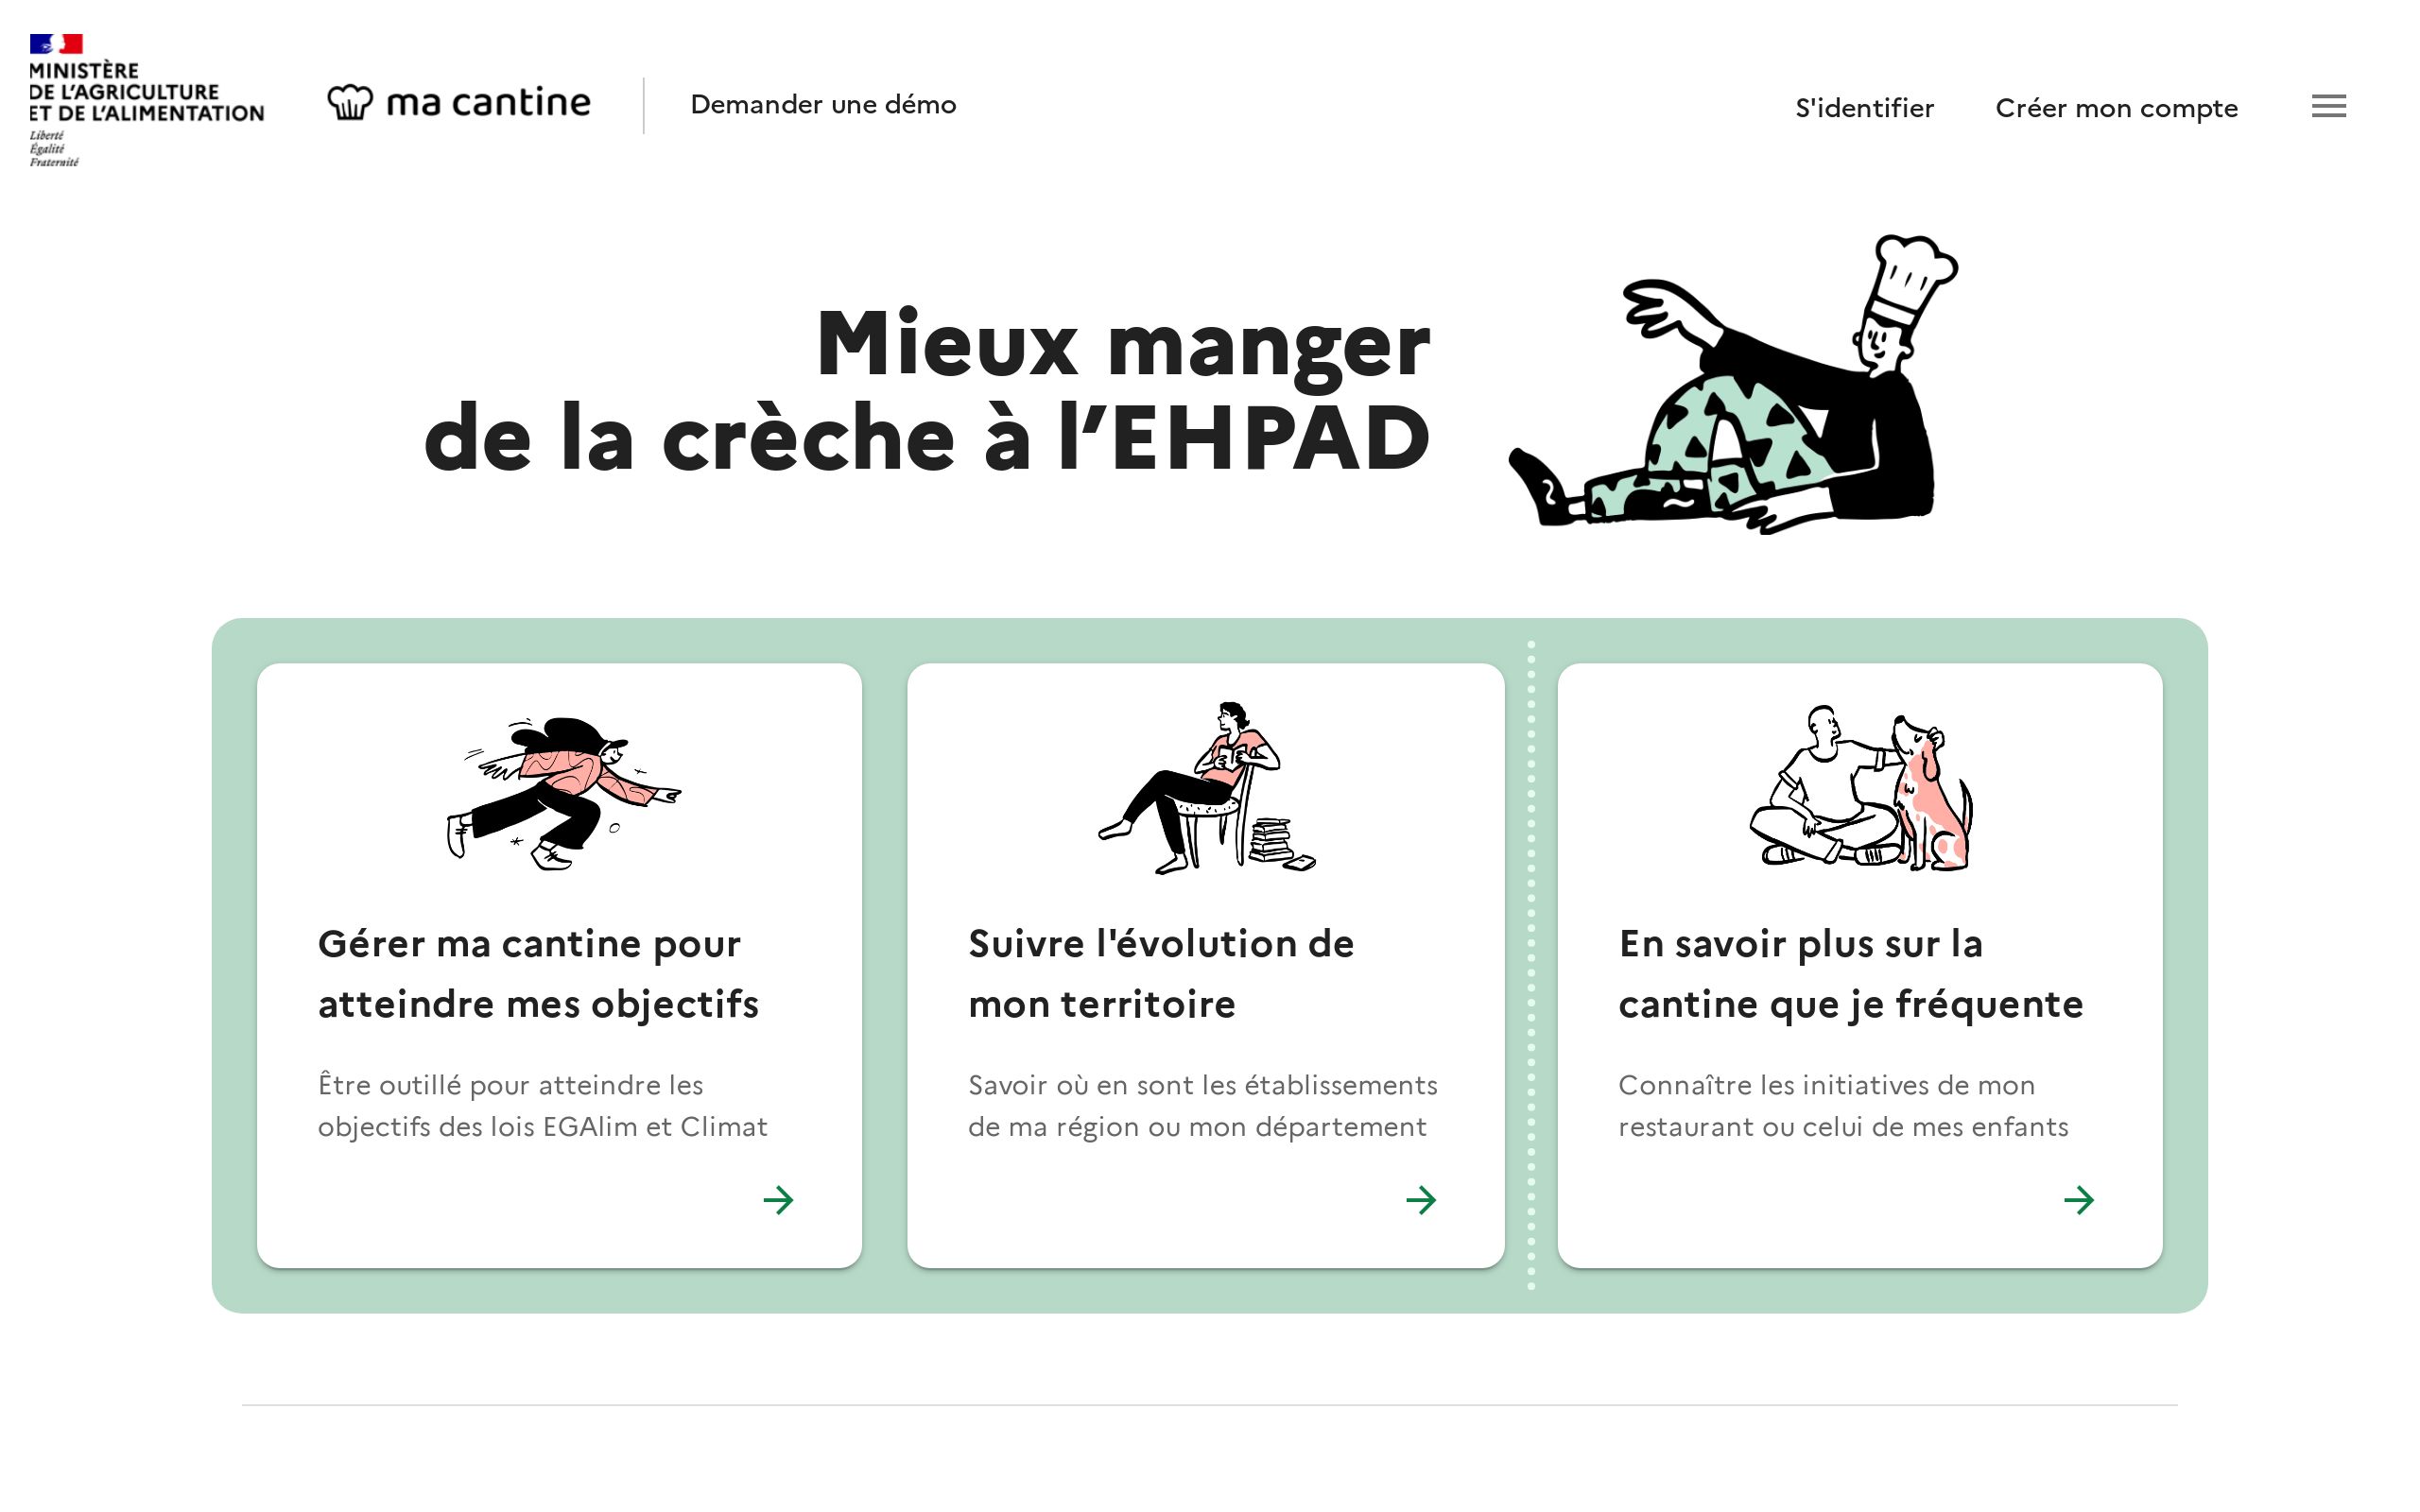 MINISTÈRE
DE L'AGRICULTURE
ET DE L'ALIMENTATION
Liberté
Égalité
Fraternité
ma cantine
Demander une démo
S'identifier
Créer mon compte
Mieux manger
de la crèche à l’EHPAD
Gérer ma cantine pour
atteindre mes objectifs
Être outillé pour atteindre les
objectifs des lois EGAlim et Climat
Suivre l'évolution de
mon territoire
Savoir où en sont les établissements
de ma région ou mon département
En savoir plus sur la
cantine que je fréquente
Connaître les initiatives de mon
restaurant ou celui de mes enfants